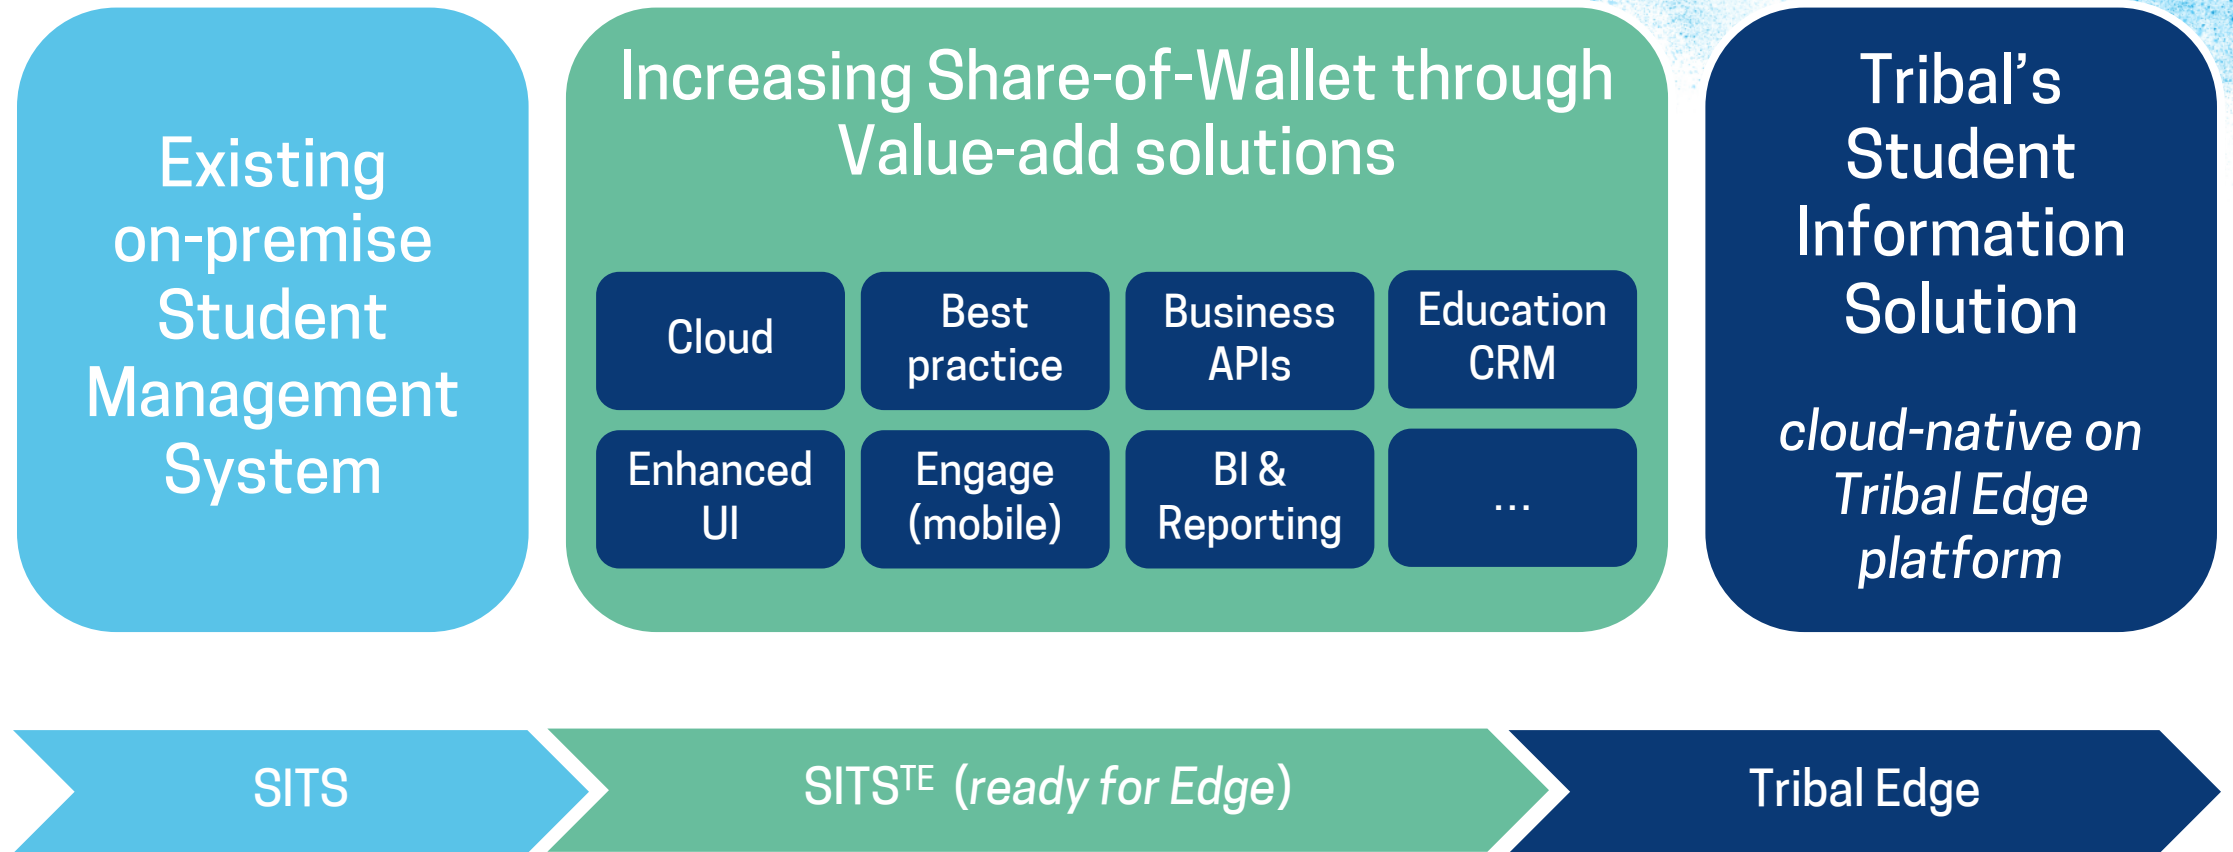 Existing
on-premise
Student
Management
System
Increasing Share-of-Wallet through
Value-add solutions
Cloud
Best
practice
Business
APIs
Education
CRM
Enhanced
UI
Engage
(mobile)
BI &
Reporting
...
Tribal’s
Student
Information
Solution
cloud-native on
Tribal Edge
platform
SITS
SITSᵀᴱ (ready for Edge)
Tribal Edge